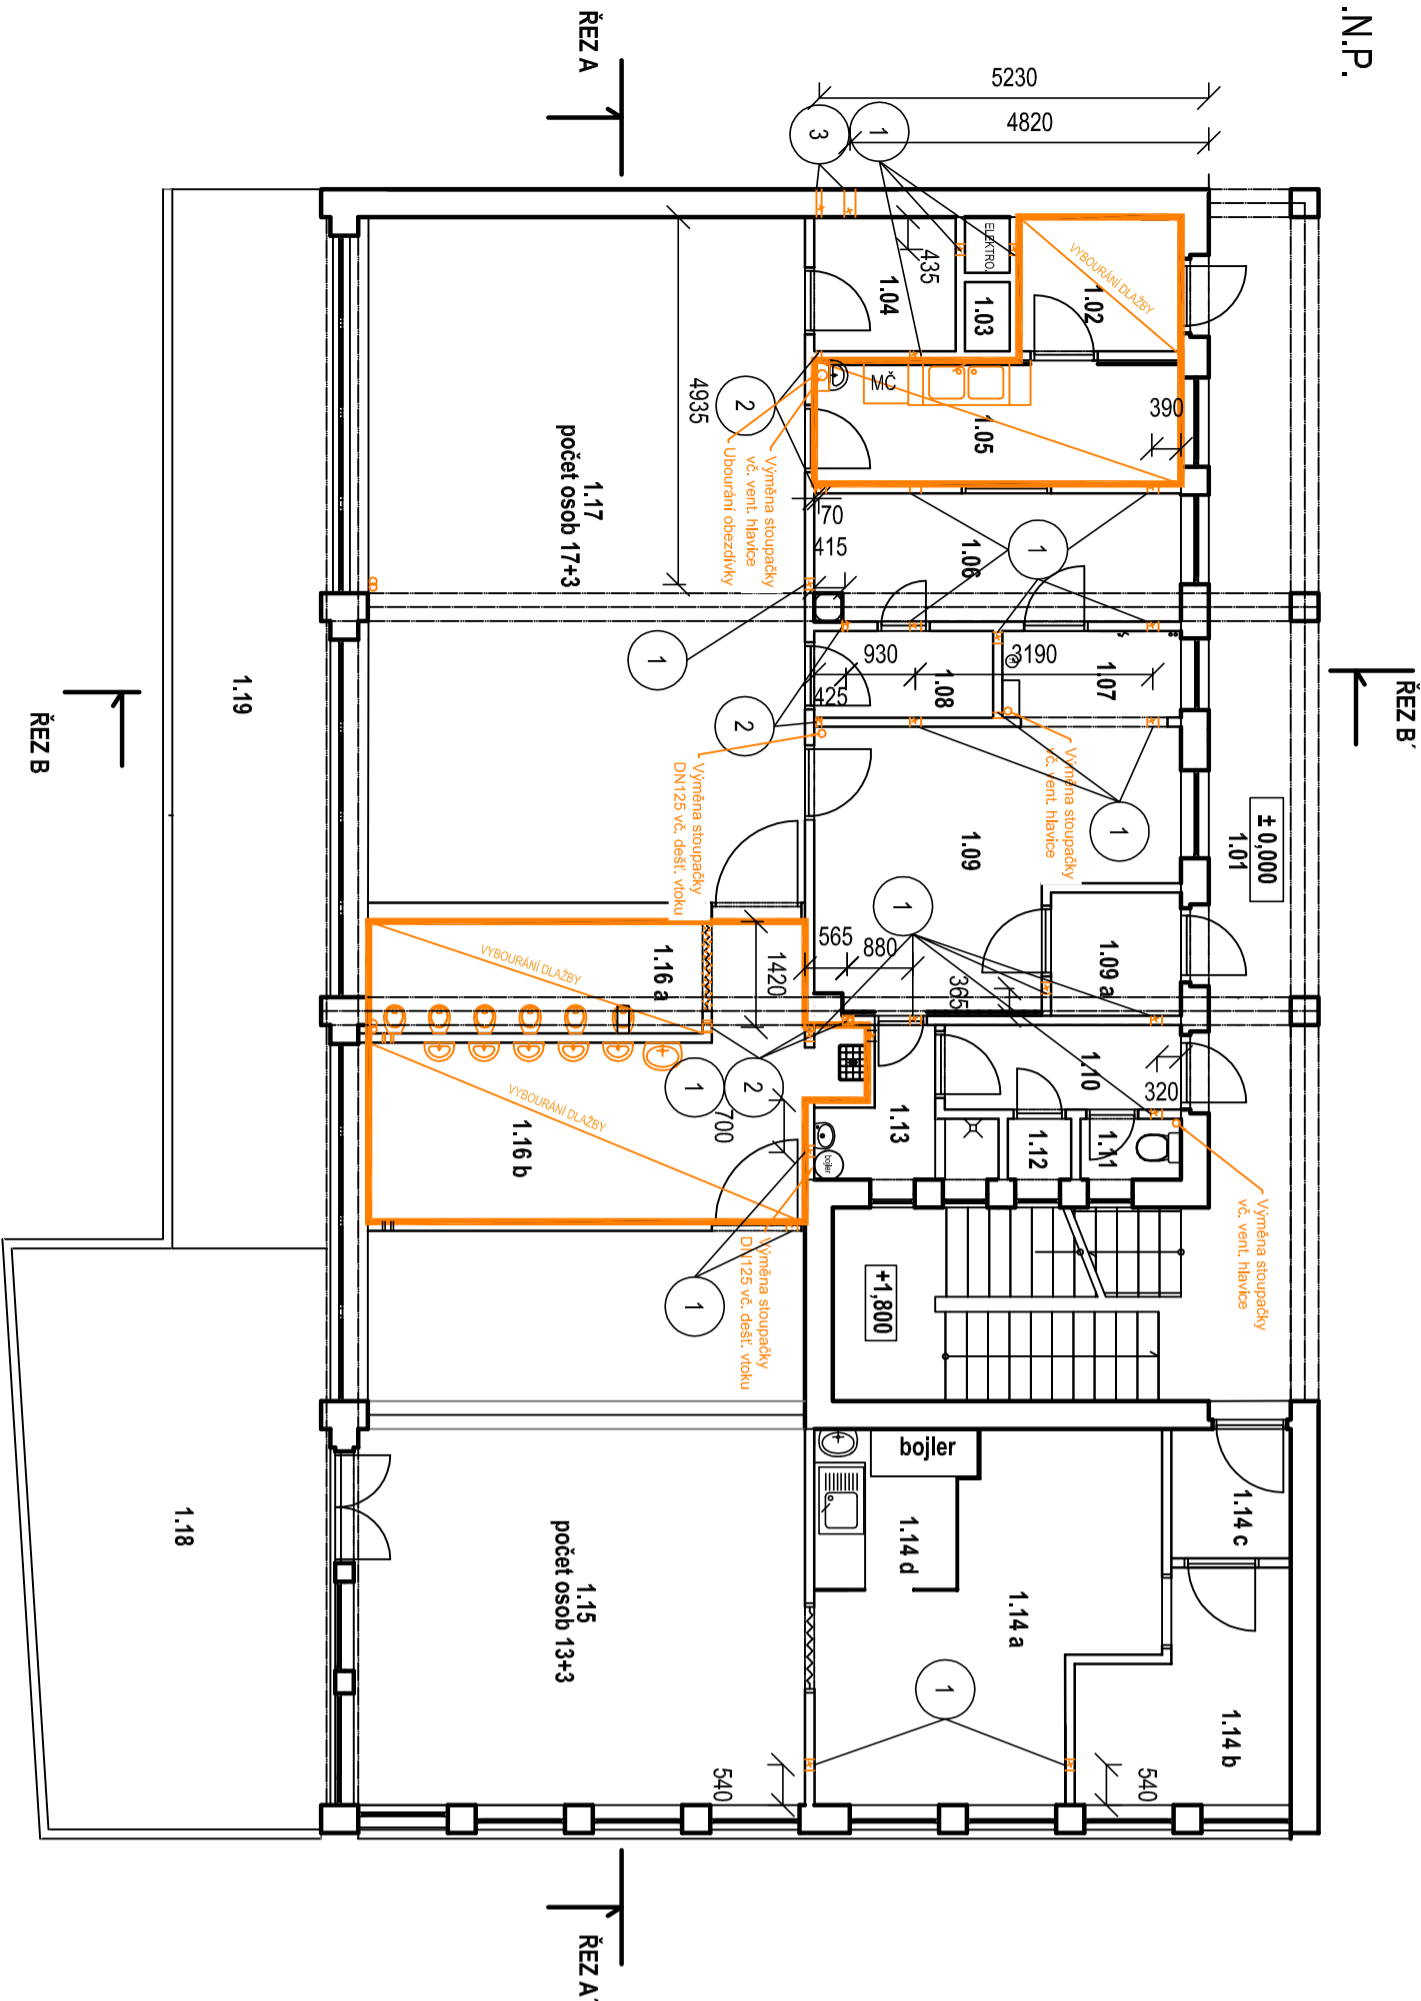 .N.P.
ŘEZ A
ŘEZ B´
ŘEZ B
ŘEZ A´
5230
4820
3
1
ELEKTRO.
435
1.04
1.03
VYBOURÁNÍ DLAŽBY
1.02
MČ
1.05
390
4935
2
Výměna stoupačky
vč. vent. hlavice
Ubourání obezdívky
1.17
počet osob 17+3
70
415
1.06
1
1
930
3190
1.07
425
1.08
2
Výměna stoupačky
DN125 vč. dešť. vtoku
Výměna stoupačky
vč. vent. hlavice
1
1.19
± 0,000
1.01
1.09
1
565
880
365
1.09 a
1420
1.16 a
VYBOURÁNÍ DLAŽBY
VYBOURÁNÍ DLAŽBY
1.16 b
1
2
700
1.10
320
1.13
1.12
1.11
bojler
Výměna stoupačky
vč. vent. hlavice
Výměna stoupačky
DN125 vč. dešť. vtoku
1
+1,800
bojler
1.14 d
1.14 c
1.14 a
1.14 b
1
1.15
počet osob 13+3
1.18
540
540